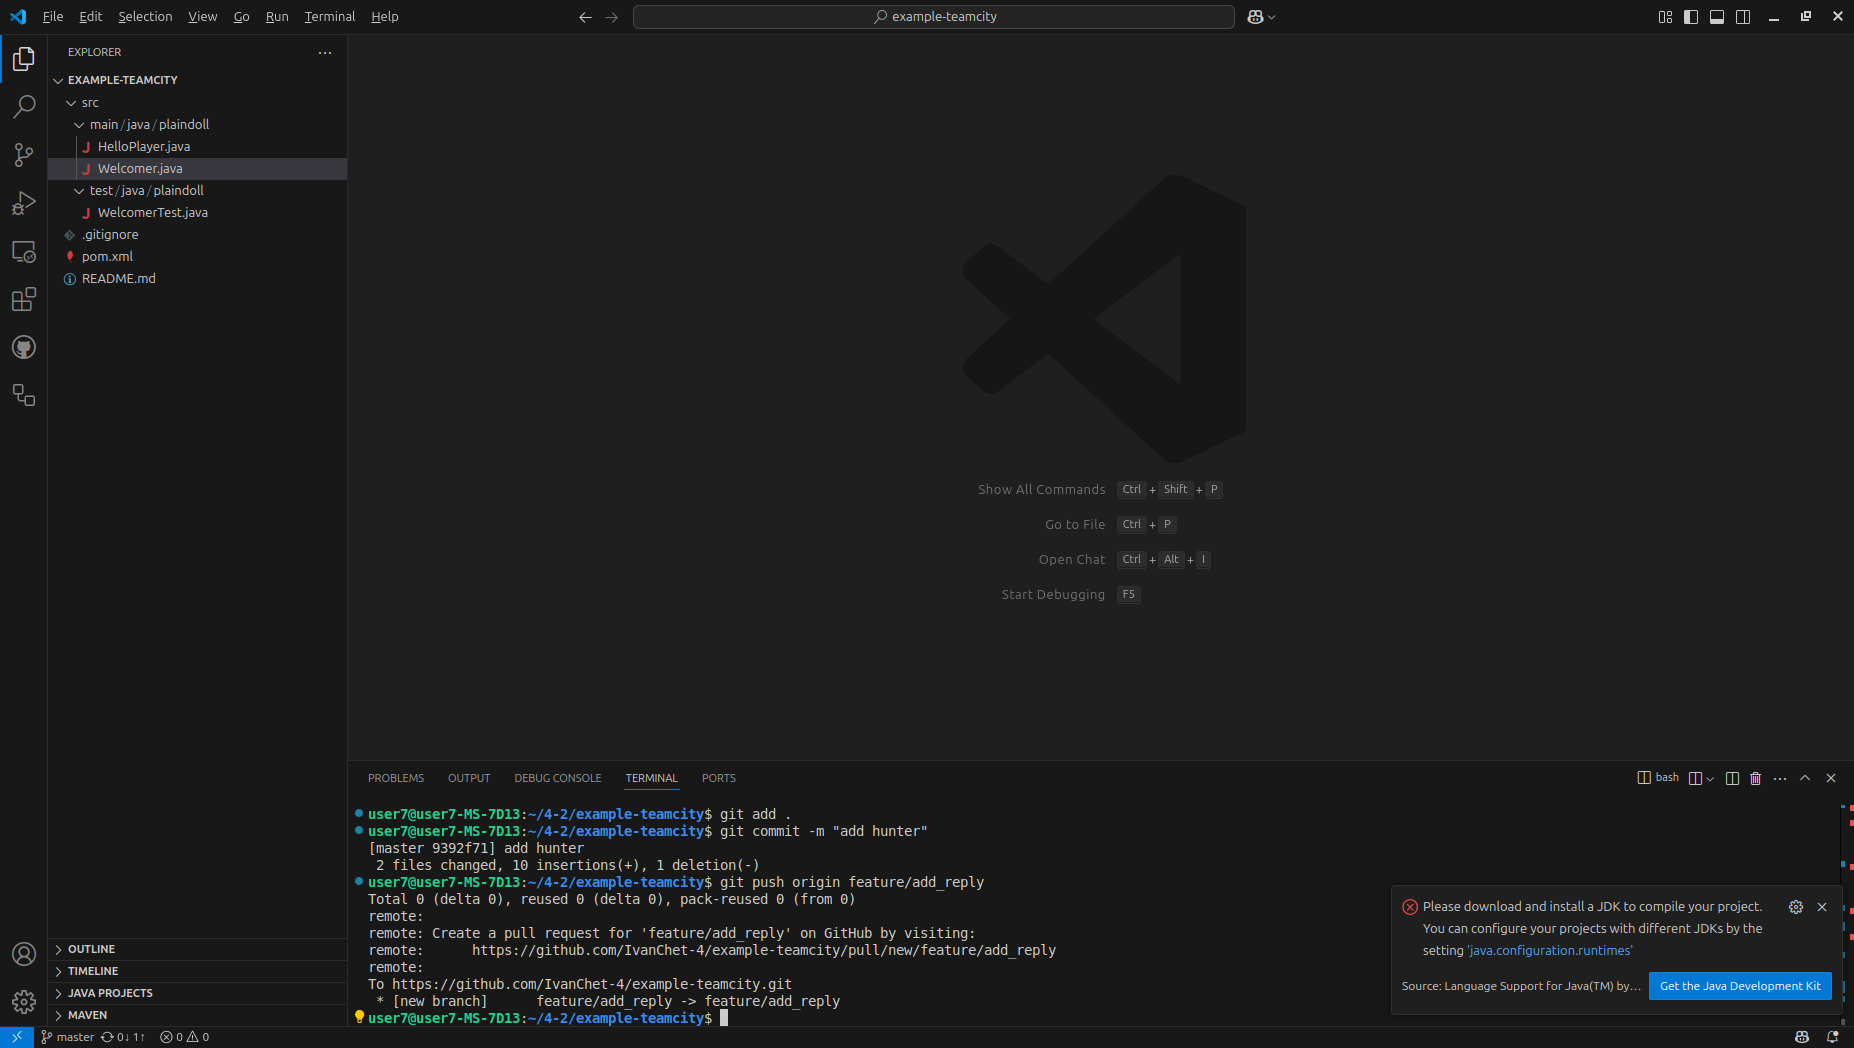 File Edit Selection View Go Run Terminal Help
example-teamcity
EXPLORER
EXAMPLE-TEAMCITY
src
main/java/plaindoll
HelloPlayer.java
Welcomer.java
test/java/plaindoll
WelcomerTest.java
.gitignore
pom.xml
README.md
Show All Commands Ctrl + Shift + P
Go to File Ctrl + P
Open Chat Ctrl + Alt + I
Start Debugging F5
PROBLEMS OUTPUT DEBUG CONSOLE TERMINAL PORTS
bash
user7@user7-MS-7D13:~/4-2/example-teamcity$ git add .
user7@user7-MS-7D13:~/4-2/example-teamcity$ git commit -m "add hunter"
[master 9392f71] add hunter
2 files changed, 10 insertions(+), 1 deletion(-)
user7@user7-MS-7D13:~/4-2/example-teamcity$ git push origin feature/add_reply
Total 0 (delta 0), reused 0 (delta 0), pack-reused 0 (from 0)
remote:
remote: Create a pull request for 'feature/add_reply' on GitHub by visiting:
remote:      https://github.com/IvanChet-4/example-teamcity/pull/new/feature/add_reply
remote:
To https://github.com/IvanChet-4/example-teamcity.git
* [new branch]      feature/add_reply -> feature/add_reply
user7@user7-MS-7D13:~/4-2/example-teamcity$
Please download and install a JDK to compile your project.
You can configure your projects with different JDKs by the
setting 'java.configuration.runtimes'
Source: Language Support for Java(TM) by...
Get the Java Development Kit
OUTLINE
TIMELINE
JAVA PROJECTS
MAVEN
master 0↓ 1↑ 0 0 0